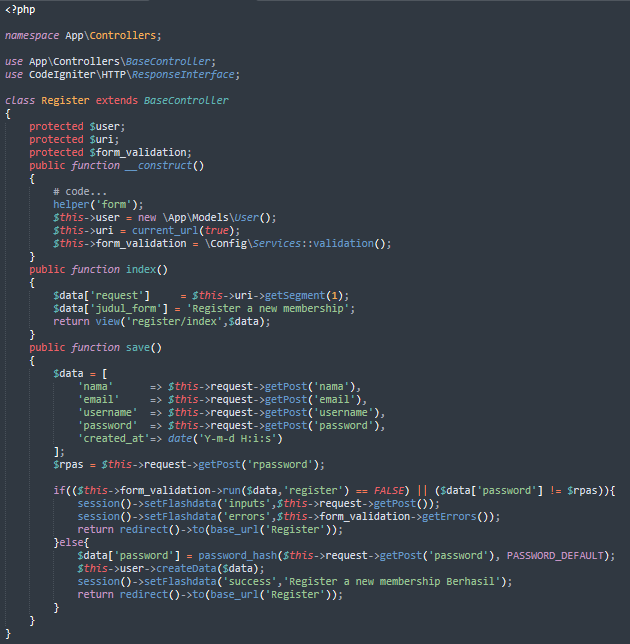 <?php
namespace App\Controllers;
use App\Controllers\BaseController;
use CodeIgniter\HTTP\ResponseInterface;
class Register extends BaseController
{
    protected $user;
    protected $uri;
    protected $form_validation;
    public function __construct()
    {
        # code...
        helper('form');
        $this->user = new \App\Models\User();
        $this->uri = current_url(true);
        $this->form_validation = \Config\Services::validation();
    }
    public function index()
    {
        $data['request']     = $this->uri->getSegment(1);
        $data['judul_form'] = 'Register a new membership';
        return view('register/index',$data);
    }
    public function save()
    {
        $data = [
            'nama'      => $this->request->getPost('nama'),
            'email'     => $this->request->getPost('email'),
            'username'  => $this->request->getPost('username'),
            'password'  => $this->request->getPost('password'),
            'created_at'=> date('Y-m-d H:i:s')
        ];
        $rpas = $this->request->getPost('rpassword');
        if(($this->form_validation->run($data,'register') == FALSE) || ($data['password'] != $rpas)){
            session()->setFlashdata('inputs',$this->request->getPost());
            session()->setFlashdata('errors',$this->form_validation->getErrors());
            return redirect()->to(base_url('Register'));
        }else{
            $data['password'] = password_hash($this->request->getPost('password'), PASSWORD_DEFAULT);
            $this->user->createData($data);
            session()->setFlashdata('success','Register a new membership Berhasil');
            return redirect()->to(base_url('Register'));
        }
    }
}